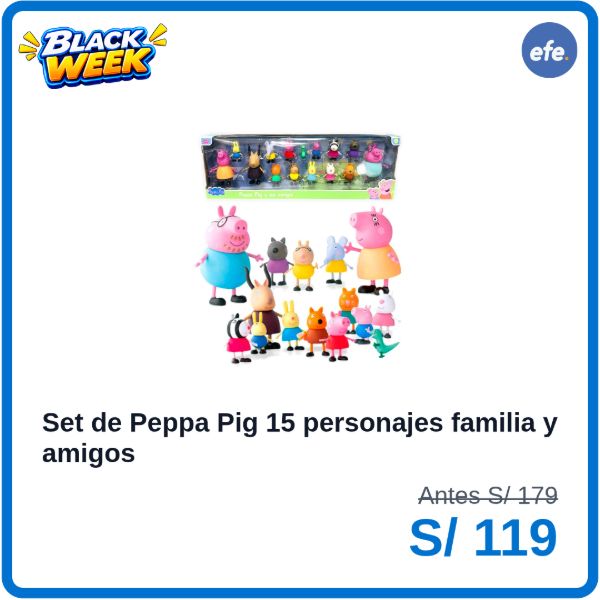 BLACK
WEEK
efe.
Set de Peppa Pig 15 personajes familia y
amigos
Antes S/ 179
S/ 119